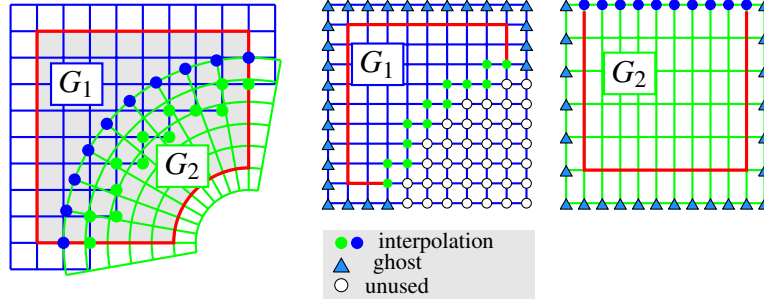 G₁
G₂
G₁
G₂
interpolation
ghost
unused